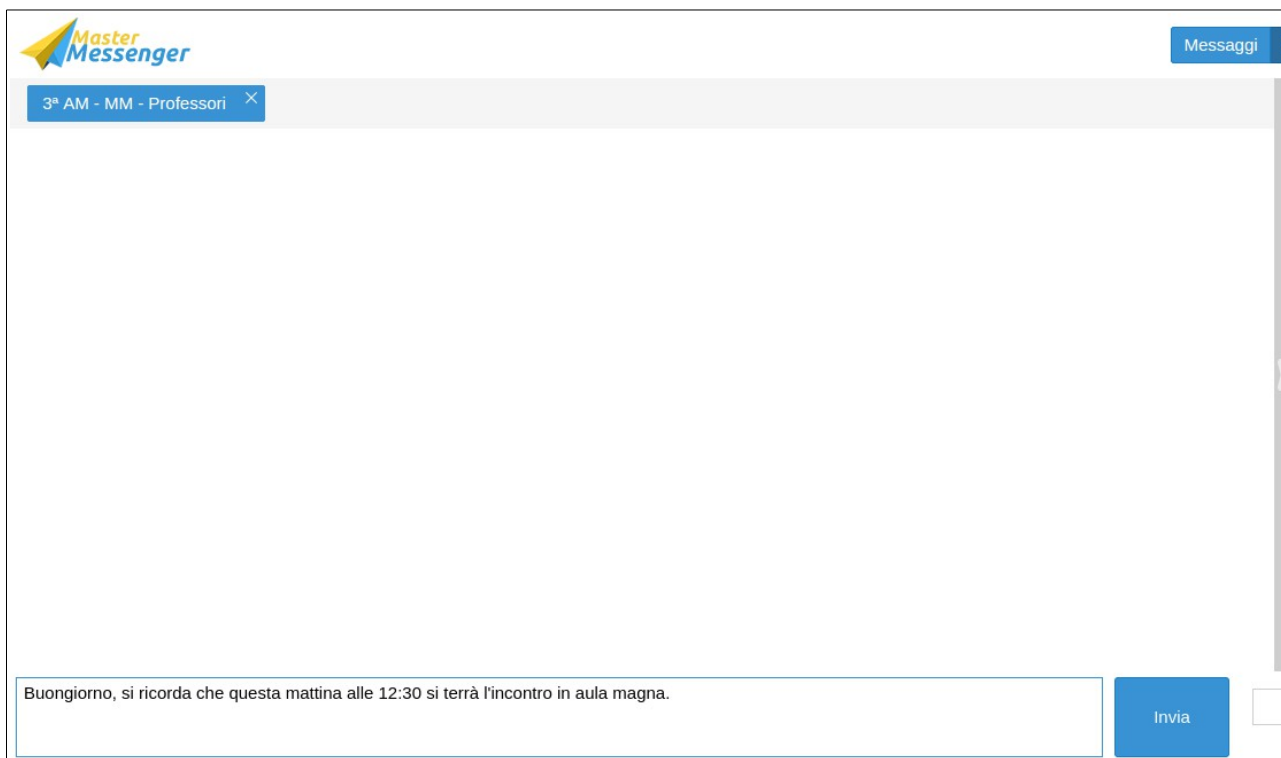 Master
Messenger
Messaggi
3ª AM - MM - Professori
Buongiorno, si ricorda che questa mattina alle 12:30 si terrà l'incontro in aula magna.
Invia